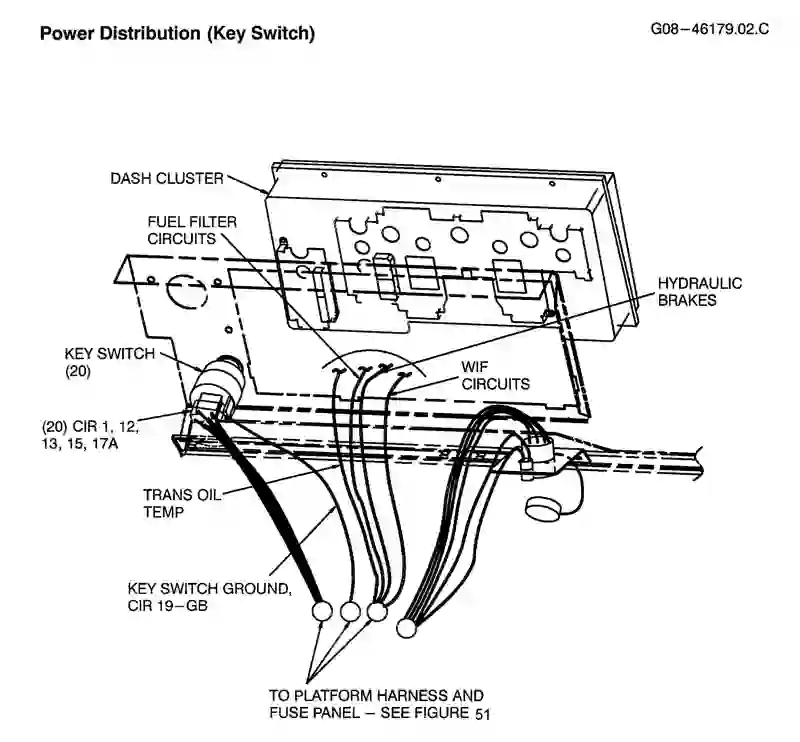 Power Distribution (Key Switch)
G08-46179.02.C
DASH CLUSTER
FUEL FILTER
CIRCUITS
HYDRAULIC
BRAKES
KEY SWITCH
(20)
WIF
CIRCUITS
(20) CIR 1, 12,
13, 15, 17A
TRANS OIL
TEMP
KEY SWITCH GROUND,
CIR 19-GB
TO PLATFORM HARNESS AND
FUSE PANEL - SEE FIGURE 51